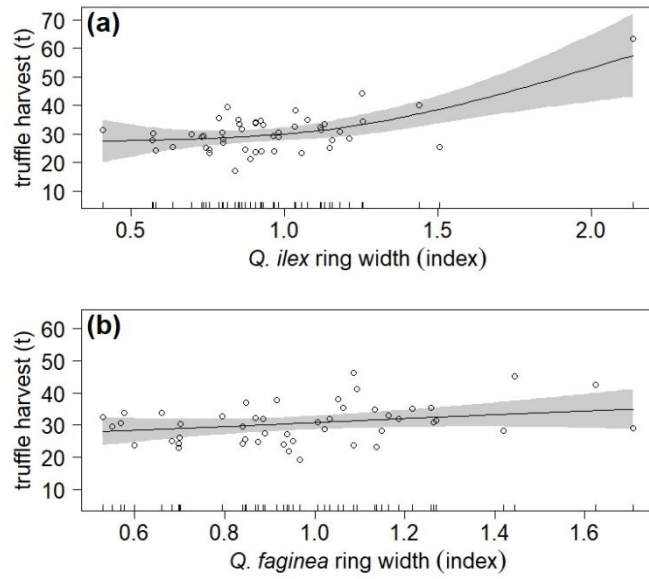 (a)
truffle harvest (t)
70
60
50
40
30
20
10
0.5 1.0 1.5 2.0
Q. ilex ring width (index)
(b)
truffle harvest (t)
60
50
40
30
20
10
0.6 0.8 1.0 1.2 1.4 1.6
Q. faginea ring width (index)